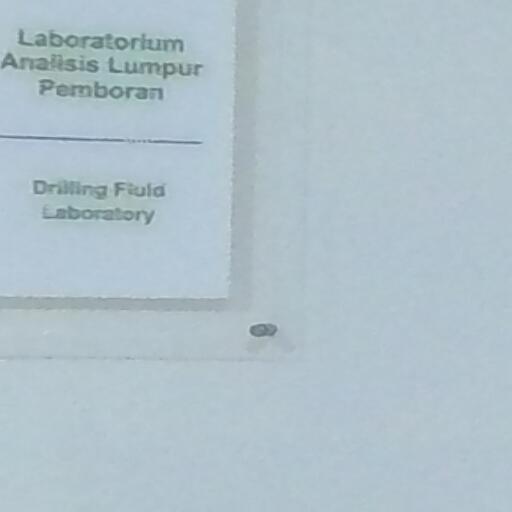 Laboratorium
Analisis Lumpur
Pemboran
Drilling Fluid
Laboratory